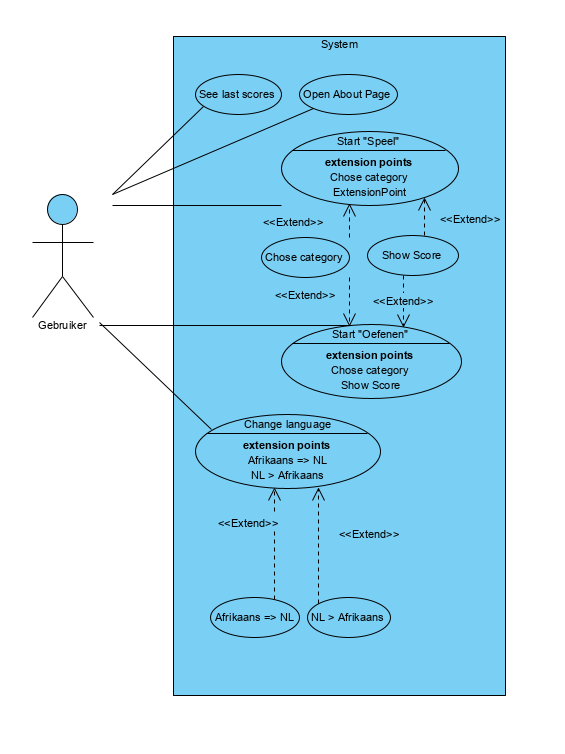 System
See last scores
Open About Page
Start "Speel"
extension points
Chose category
ExtensionPoint
<<Extend>>
<<Extend>>
Chose category
Show Score
<<Extend>>
<<Extend>>
Gebruiker
Start "Oefenen"
extension points
Chose category
Show Score
Change language
extension points
Afrikaans => NL
NL > Afrikaans
<<Extend>>
<<Extend>>
Afrikaans => NL
NL > Afrikaans